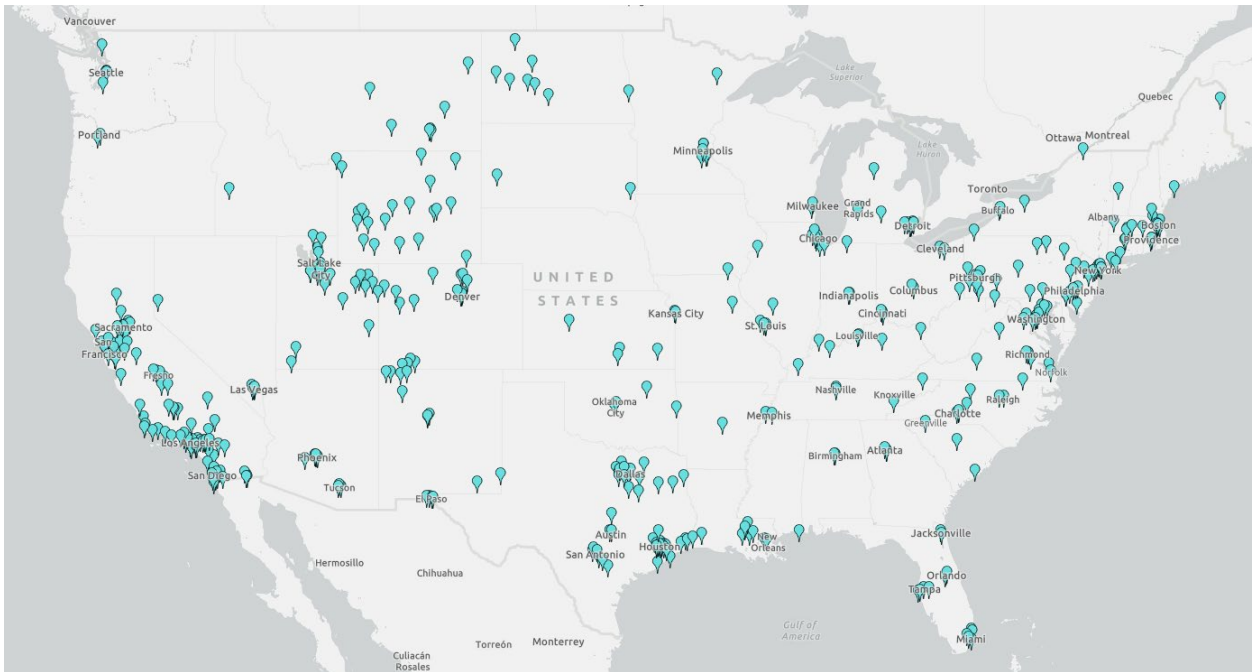 Vancouver
Seattle
Portland
Lake
Superior
Quebec
Ottawa
Montreal
Minneapolis
Lake
Huron
Toronto
Milwaukee
Grand
Rapids
Buffalo
Albany
Boston
Detroit
Chicago
Cleveland
Providence
Salt Lake
City
Denver
UNITED
STATES
Pittsburgh
New York
Philadelphia
Indianapolis
Columbus
Sacramento
San
Francisco
Kansas City
St. Louis
Cincinnati
Washington
Louisville
Richmond
Norfolk
Fresno
Las Vegas
Nashville
Knoxville
Raleigh
Oklahoma
City
Memphis
Charlotte
Greenville
Los Angeles
Phoenix
Birmingham
Atlanta
San Diego
Tucson
Dallas
El Paso
Austin
Jacksonville
Houston
New
Orleans
San Antonio
Hermosillo
Chihuahua
Orlando
Tampa
Gulf of
America
Miami
Torreón
Monterrey
Culiacán
Rosales